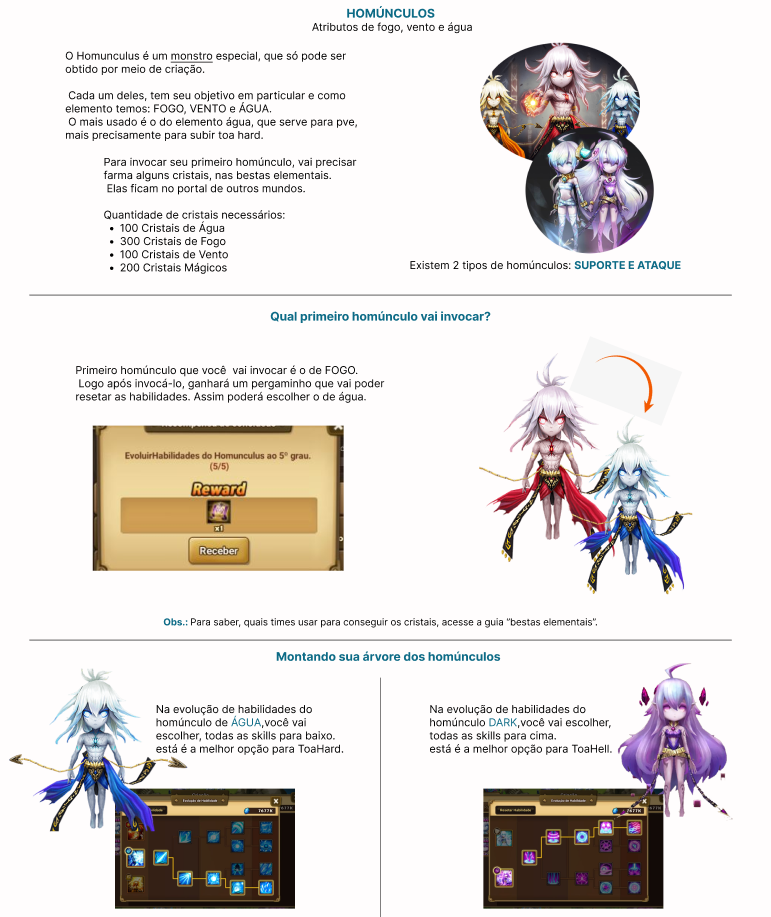 HOMÚNCULOS
Atributos de fogo, vento e água
O Homunculus é um monstro especial, que só pode ser
obtido por meio de criação.
Cada um deles, tem seu objetivo em particular e como
elemento temos: FOGO, VENTO e ÁGUA.
O mais usado é o do elemento água, que serve para pve,
mais precisamente para subir toa hard.
Para invocar seu primeiro homúnculo, vai precisar
farma alguns cristais, nas bestas elementais.
Elas ficam no portal de outros mundos.
Quantidade de cristais necessários:
• 100 Cristais de Água
• 300 Cristais de Fogo
• 100 Cristais de Vento
• 200 Cristais Mágicos
Existem 2 tipos de homúnculos: SUPORTE E ATAQUE
Qual primeiro homúnculo vai invocar?
Primeiro homúnculo que você vai invocar é o de FOGO.
Logo após invocá-lo, ganhará um pergaminho que vai poder
resetar as habilidades. Assim poderá escolher o de água.
EvoluirHabilidades do Homunculus ao 5º grau.
(5/5)
Reward
x1
Receber
Obs.: Para saber, quais times usar para conseguir os cristais, acesse a guia “bestas elementais”.
Montando sua árvore dos homúnculos
Na evolução de habilidades do
homúnculo de ÁGUA,você vai
escolher, todas as skills para baixo.
está é a melhor opção para ToaHard.
Evolução de Habilidade
7677K
Na evolução de habilidades do
homúnculo DARK,você vai escolher,
todas as skills para cima.
está é a melhor opção para ToaHell.
Evolução de Habilidade
Resetar Habilidade
7677K